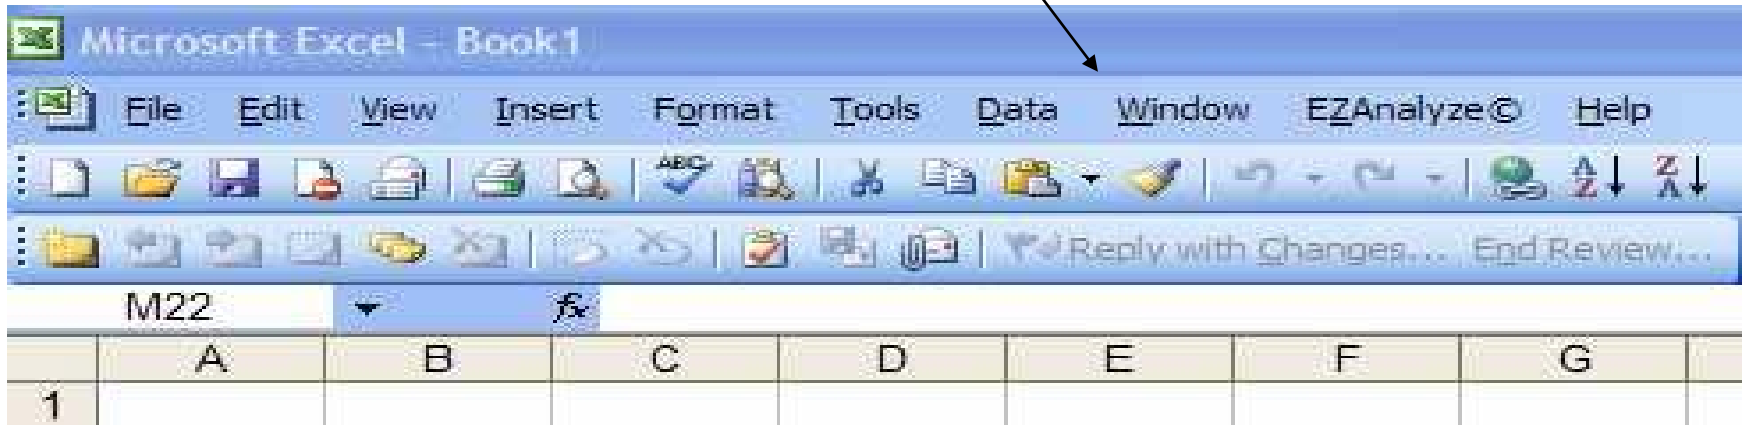 Microsoft Excel - Book1
File Edit View Insert Format Tools Data Window EZAnalyze© Help
ABC A Z Z A
Reply with Changes... End Review...
M22 fx
A B C D E F G
1